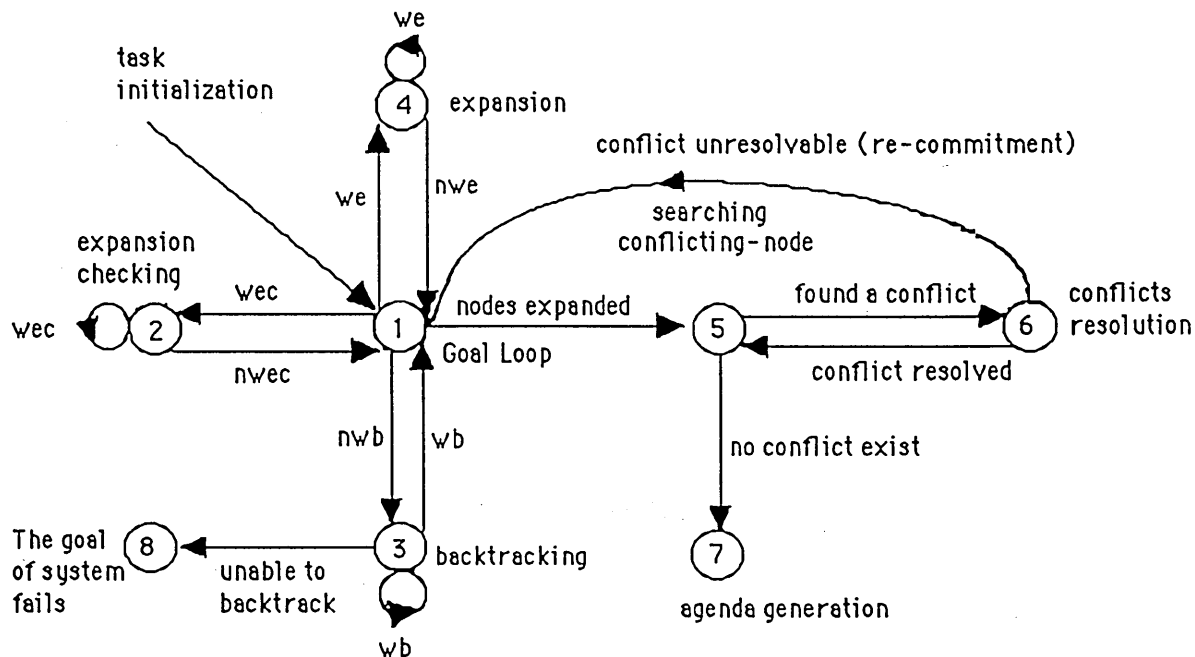 we
task
initialization
4
expansion
conflict unresolvable (re-commitment)
we
nwe
searching
conflicting-node
expansion
checking
wec
wec
2
1
nodes expanded
found a conflict
5
6
conflicts
resolution
nwec
Goal Loop
conflict resolved
nwb
wb
no conflict exist
The goal
of system
fails
8
3
backtracking
7
unable to
backtrack
agenda generation
wb